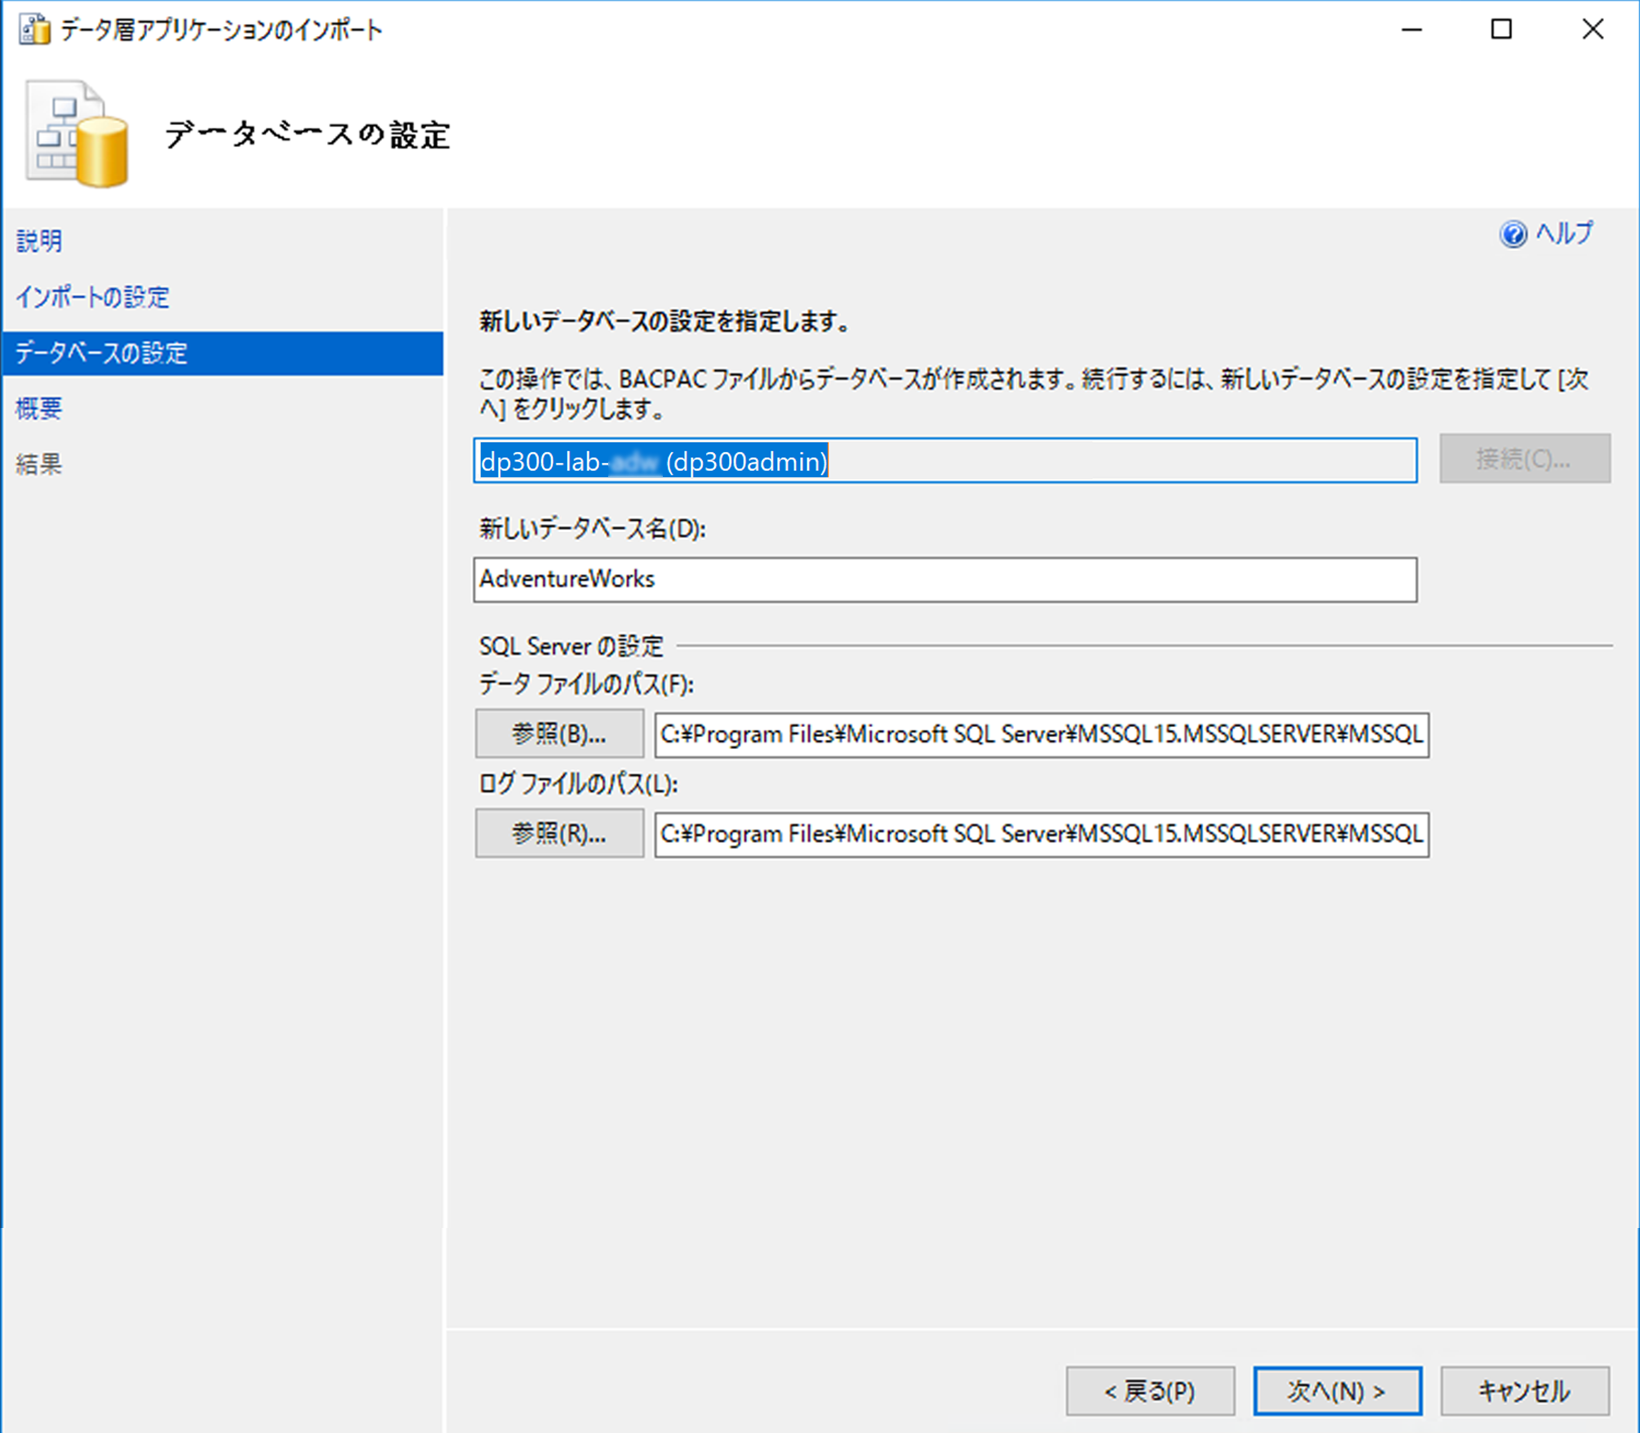 データ層アプリケーションのインポート
データベースの設定
説明
インポートの設定
データベースの設定
概要
結果
ヘルプ
新しいデータベースの設定を指定します。
この操作では、BACPAC ファイルからデータベースが作成されます。続行するには、新しいデータベースの設定を指定して [次
へ] をクリックします。
dp300-lab- (dp300admin)
接続(C)...
新しいデータベース名(D):
AdventureWorks
SQL Server の設定
データ ファイルのパス(F):
参照(B)...
C:¥Program Files¥Microsoft SQL Server¥MSSQL15.MSSQLSERVER¥MSSQL
ログ ファイルのパス(L):
参照(R)...
C:¥Program Files¥Microsoft SQL Server¥MSSQL15.MSSQLSERVER¥MSSQL
< 戻る(P)
次へ(N) >
キャンセル